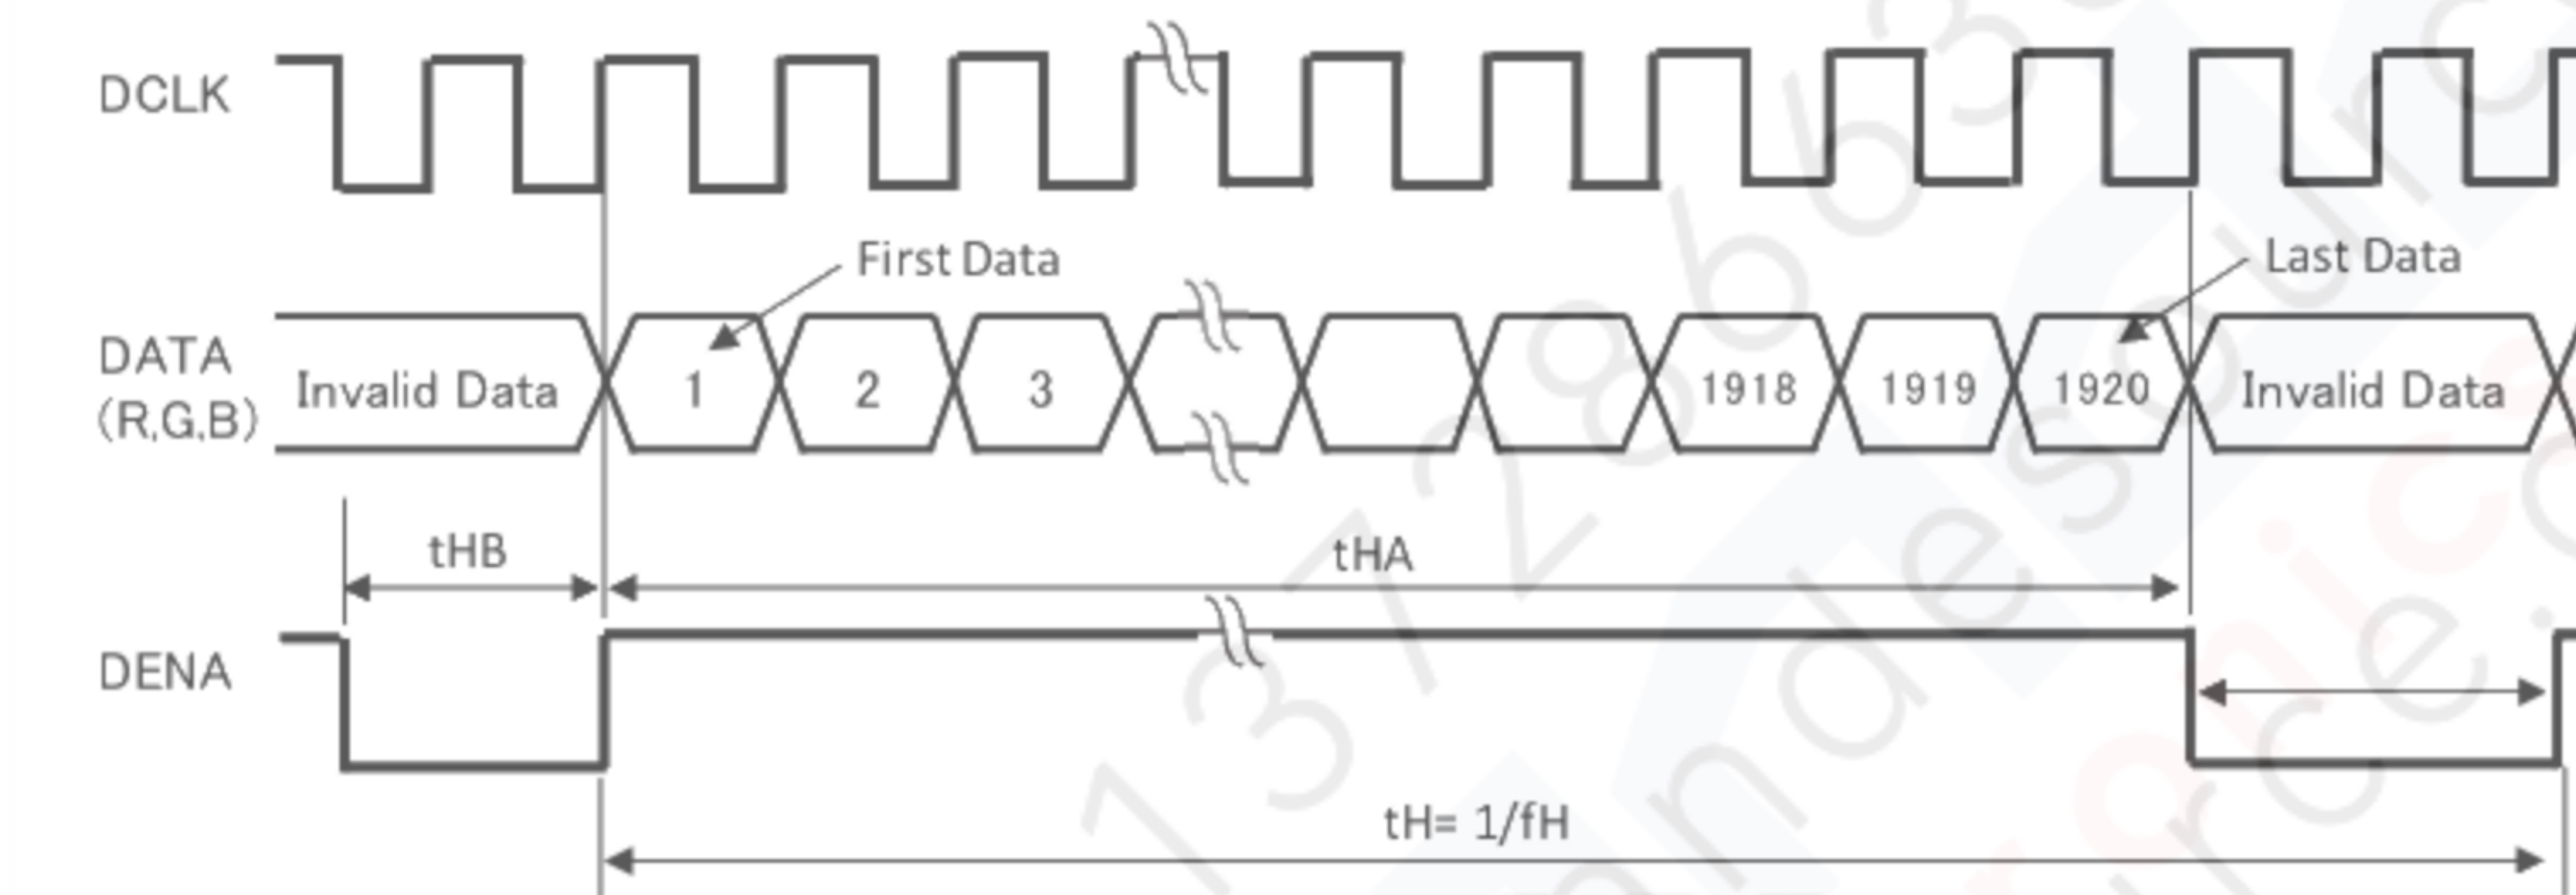 DCLK
First Data
Last Data
DATA
(R,G,B)
Invalid Data 1 2 3 1918 1919 1920 Invalid Data
tHB
tHA
DENA
tH= 1/fH